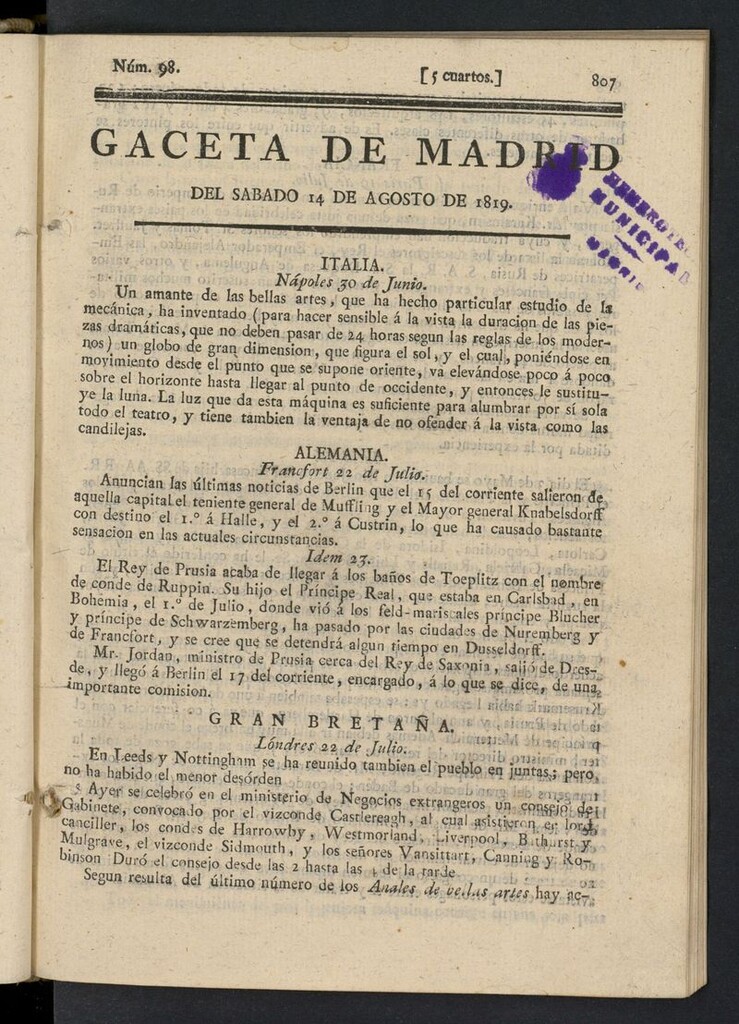 Núm. 98.
[5 cuartos.]
807
GACETA DE MADRID
DEL SABADO 14 DE AGOSTO DE 1819.
HEMEROTECA
MUNICIPAL
MADRID
ITALIA.
Nápoles 30 de Junio.
Un amante de las bellas artes, que ha hecho particular estudio de la
mecánica, ha inventado (para hacer sensible á la vista la duracion de las pie-
zas dramáticas, que no deben pasar de 24 horas segun las reglas de los moder-
nos) un globo de gran dimension, que figura el sol, y el cual, poniéndose en
movimiento desde el punto que se supone oriente, va elevándose poco á poco
sobre el horizonte hasta llegar al punto de occidente, y entonces le sustitu-
ye la luna. La luz que da esta máquina es suficiente para alumbrar por sí sola
todo el teatro, y tiene tambien la ventaja de no ofender á la vista como las
candilejas.
ALEMANIA.
Francfort 22 de Julio.
Anuncian las últimas noticias de Berlin que el 15 del corriente salieron de
aquella capital el teniente general de Muffling y el Mayor general Knabelsdorff
con destino el 1.º á Halle, y el 2.º á Custrin, lo que ha causado bastante
sensacion en las actuales circunstancias.
Idem 23.
El Rey de Prusia acaba de llegar á los baños de Toeplitz con el nombre
de conde de Ruppin. Su hijo el Príncipe Real, que estaba en Carlsbad, en
Bohemia, el 1.º de Julio, donde vió á los feld-mariscales príncipe Blucher
y príncipe de Schwarzemberg, ha pasado por las ciudades de Nuremberg y
de Francfort, y se cree que se detendrá algun tiempo en Dusseldorff.
Mr. Jordan, ministro de Prusia cerca del Rey de Saxonia, salió de Dres-
de, y llegó á Berlin el 17 del corriente, encargado, á lo que se dice, de una
importante comision.
GRAN BRETAÑA.
Lóndres 22 de Julio.
En Leeds y Nottingham se ha reunido tambien el pueblo en juntas; pero
no ha habido el menor desórden
Ayer se celebró en el ministerio de Negocios extrangeros un consejo de
Gabinete, convocado por el vizconde Castlereagh, al cual asistieron el lord
canciller, los condes de Harrowby, Westmorland, Liverpool, Bathurst y
Mulgrave, el vizconde Sidmouth, y los señores Vansittart, Canning y Ro-
binson Duró el consejo desde las 2 hasta las 4 de la tarde
Segun resulta del último número de los Anales de bellas artes hay ac-